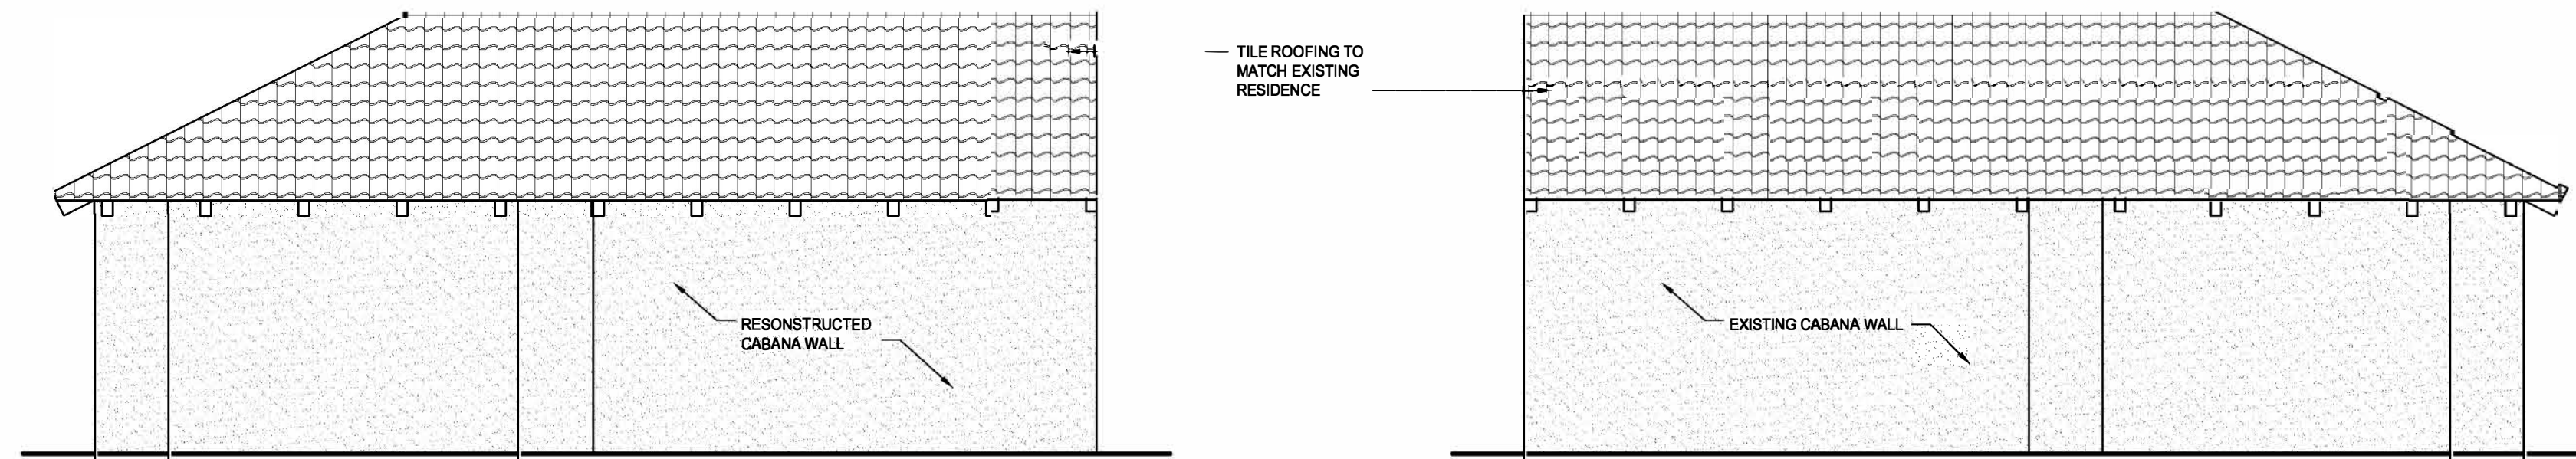 TILE ROOFING TO
MATCH EXISTING
RESIDENCE
RESONSTRUCTED
CABANA WALL
EXISTING CABANA WALL